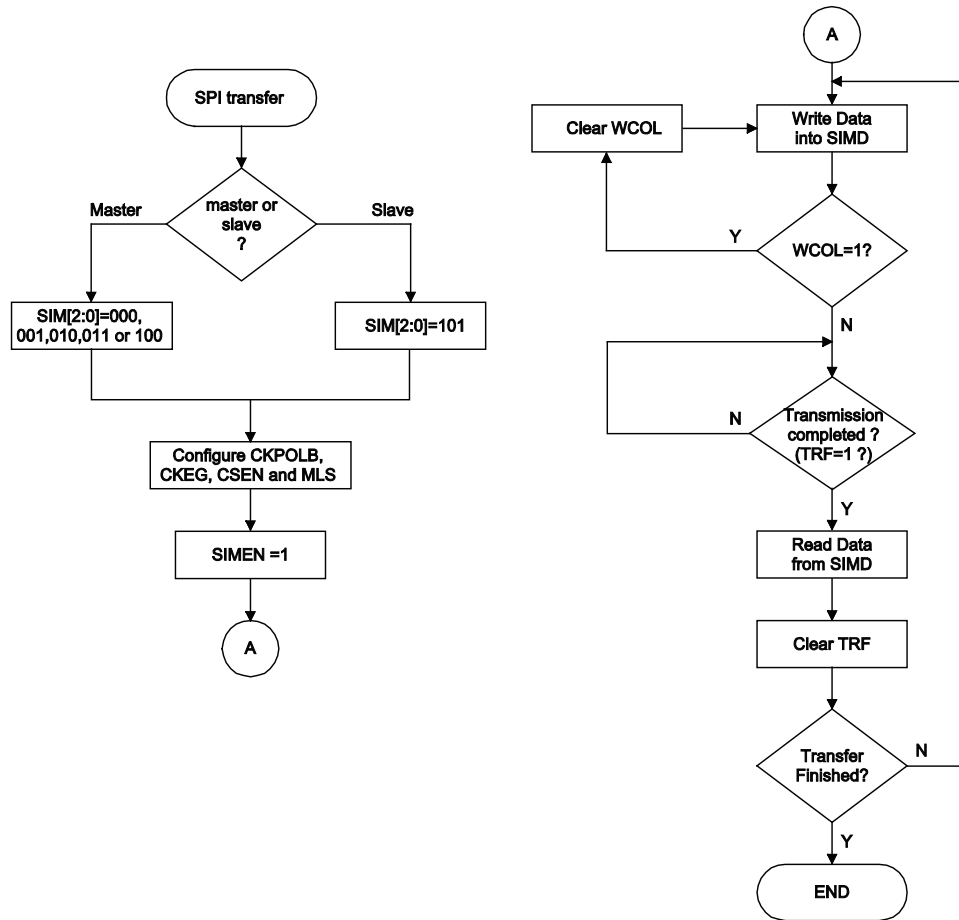 SPI transfer
master or
slave
?
Master
Slave
SIM[2:0]=000,
001,010,011 or 100
SIM[2:0]=101
Configure CKPOLB,
CKEG, CSEN and MLS
SIMEN =1
A
A
Write Data
into SIMD
Clear WCOL
WCOL=1?
Y
N
Transmission
completed ?
(TRF=1 ?)
N
Y
Read Data
from SIMD
Clear TRF
Transfer
Finished?
N
Y
END